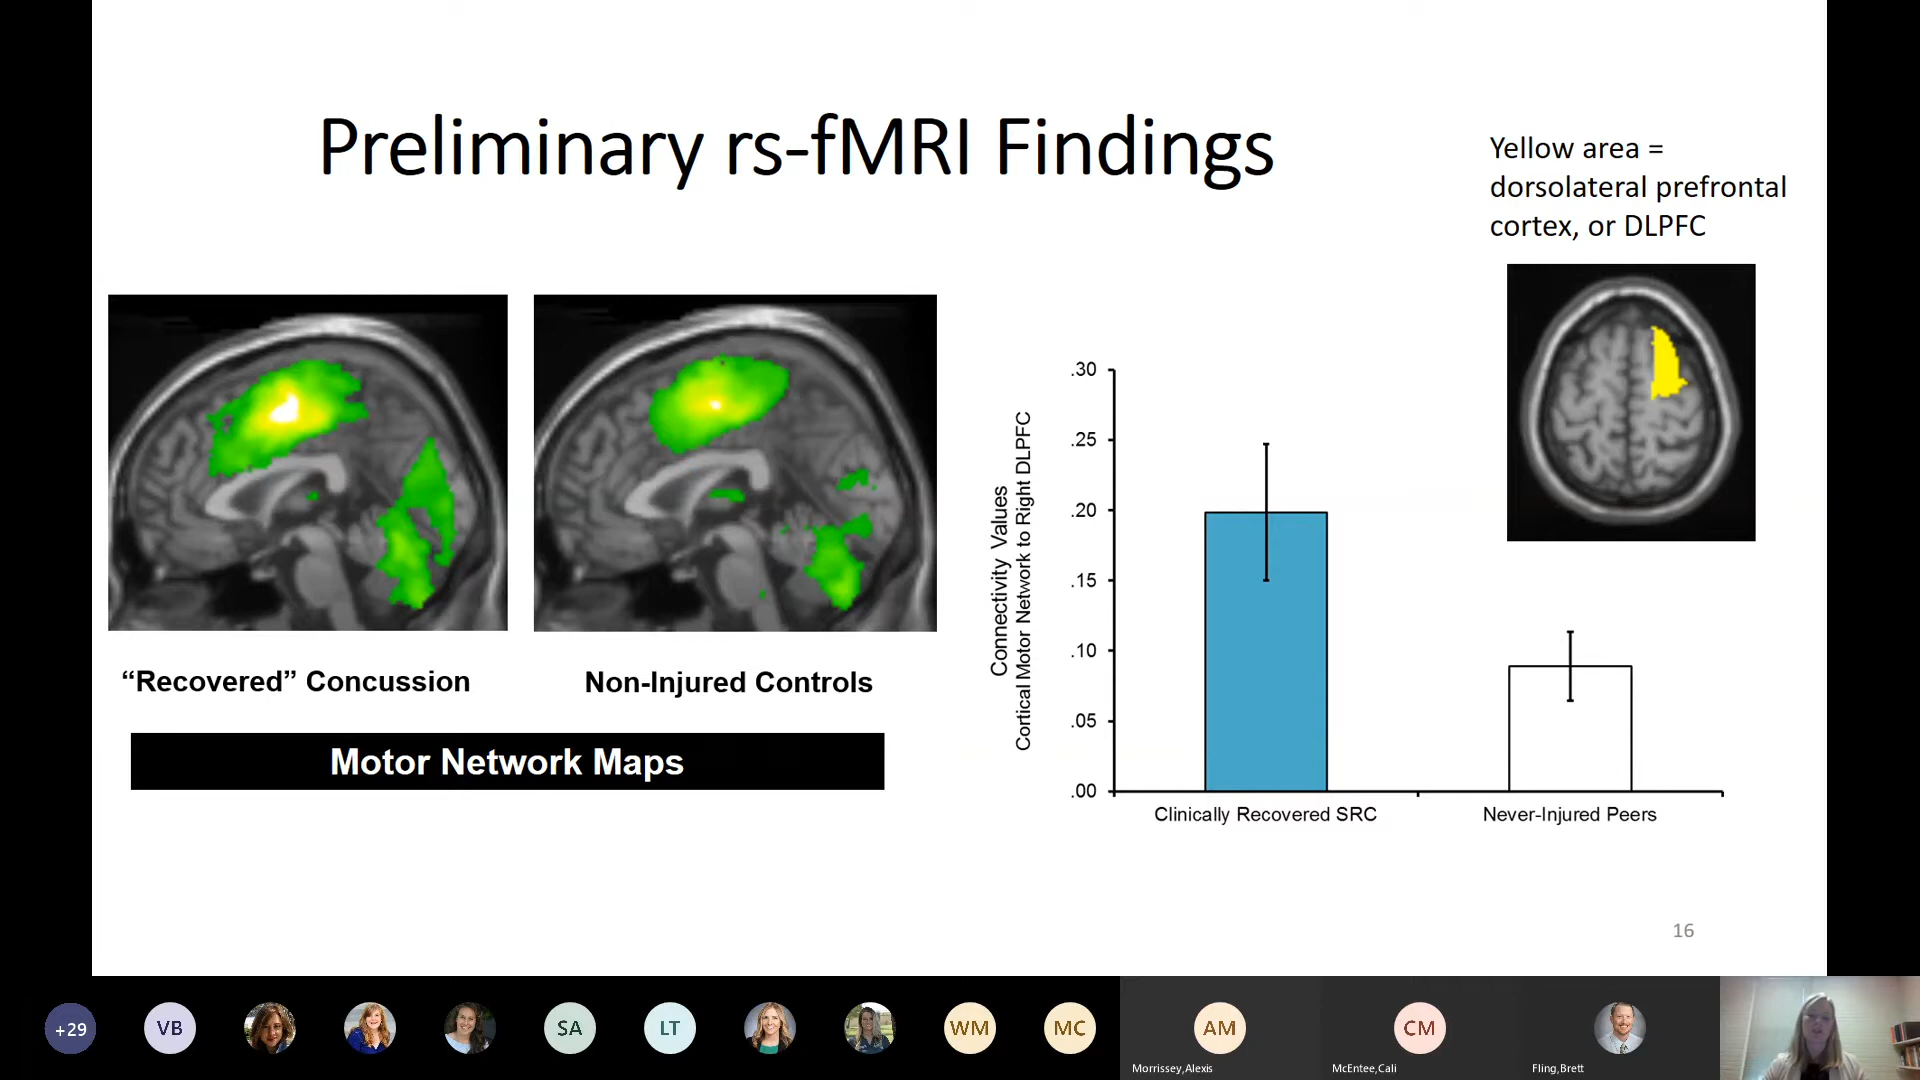 Preliminary rs-fMRI Findings
Yellow area =
dorsolateral prefrontal
cortex, or DLPFC
“Recovered” Concussion
Non-Injured Controls
Motor Network Maps
Connectivity Values
Cortical Motor Network to Right DLPFC
.30
.25
.20
.15
.10
.05
.00
Clinically Recovered SRC
Never-Injured Peers
16
+29
VB
SA
LT
WM
MC
AM
CM
Morrissey,Alexis
McEntee,Cali
Fling,Brett